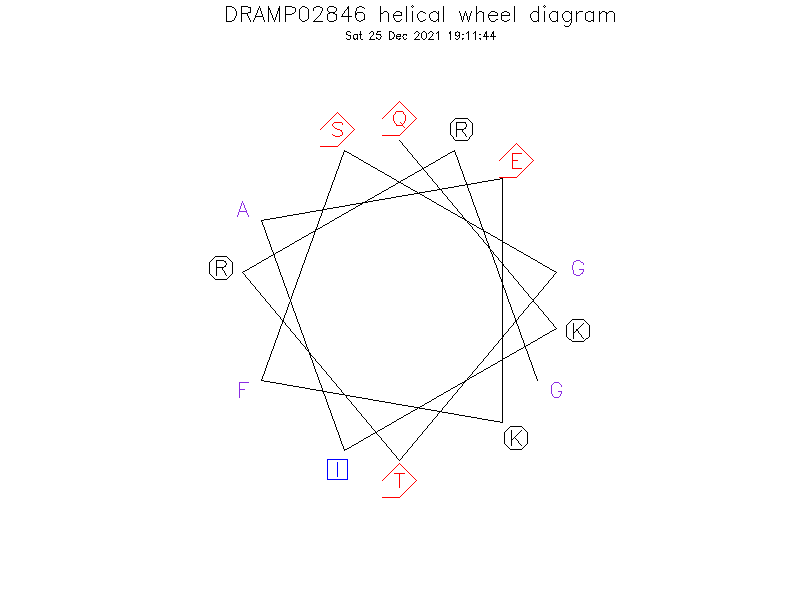 DRAMP02846 helical wheel diagram
Sat 25 Dec 2021 19:11:44
Q
S
R
E
A
R
G
K
F
G
K
I
T